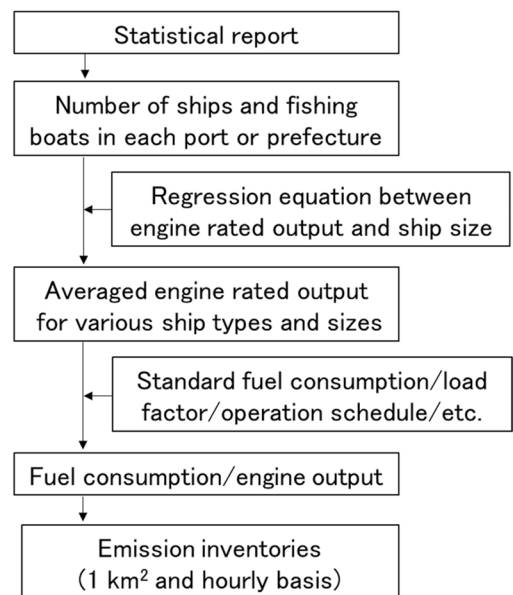 Statistical report
Number of ships and fishing
boats in each port or prefecture
Regression equation between
engine rated output and ship size
Averaged engine rated output
for various ship types and sizes
Standard fuel consumption/load
factor/operation schedule/etc.
Fuel consumption/engine output
Emission inventories
(1 km² and hourly basis)